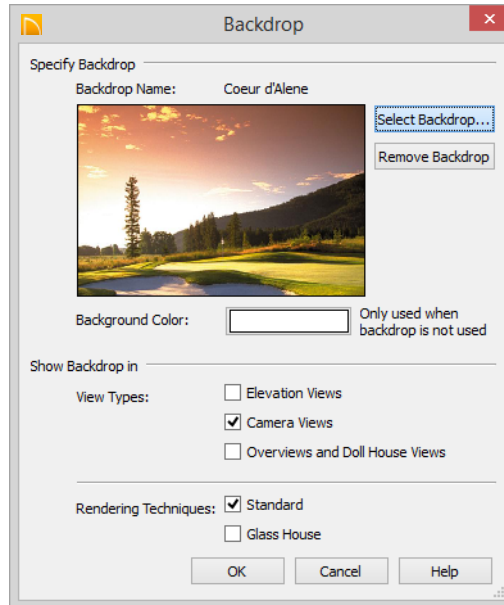 Backdrop
Specify Backdrop
Backdrop Name: Coeur d'Alene
Select Backdrop...
Remove Backdrop
Background Color:
Only used when
backdrop is not used
Show Backdrop in
View Types:
Elevation Views
Camera Views
Overviews and Doll House Views
Rendering Techniques:
Standard
Glass House
OK Cancel Help